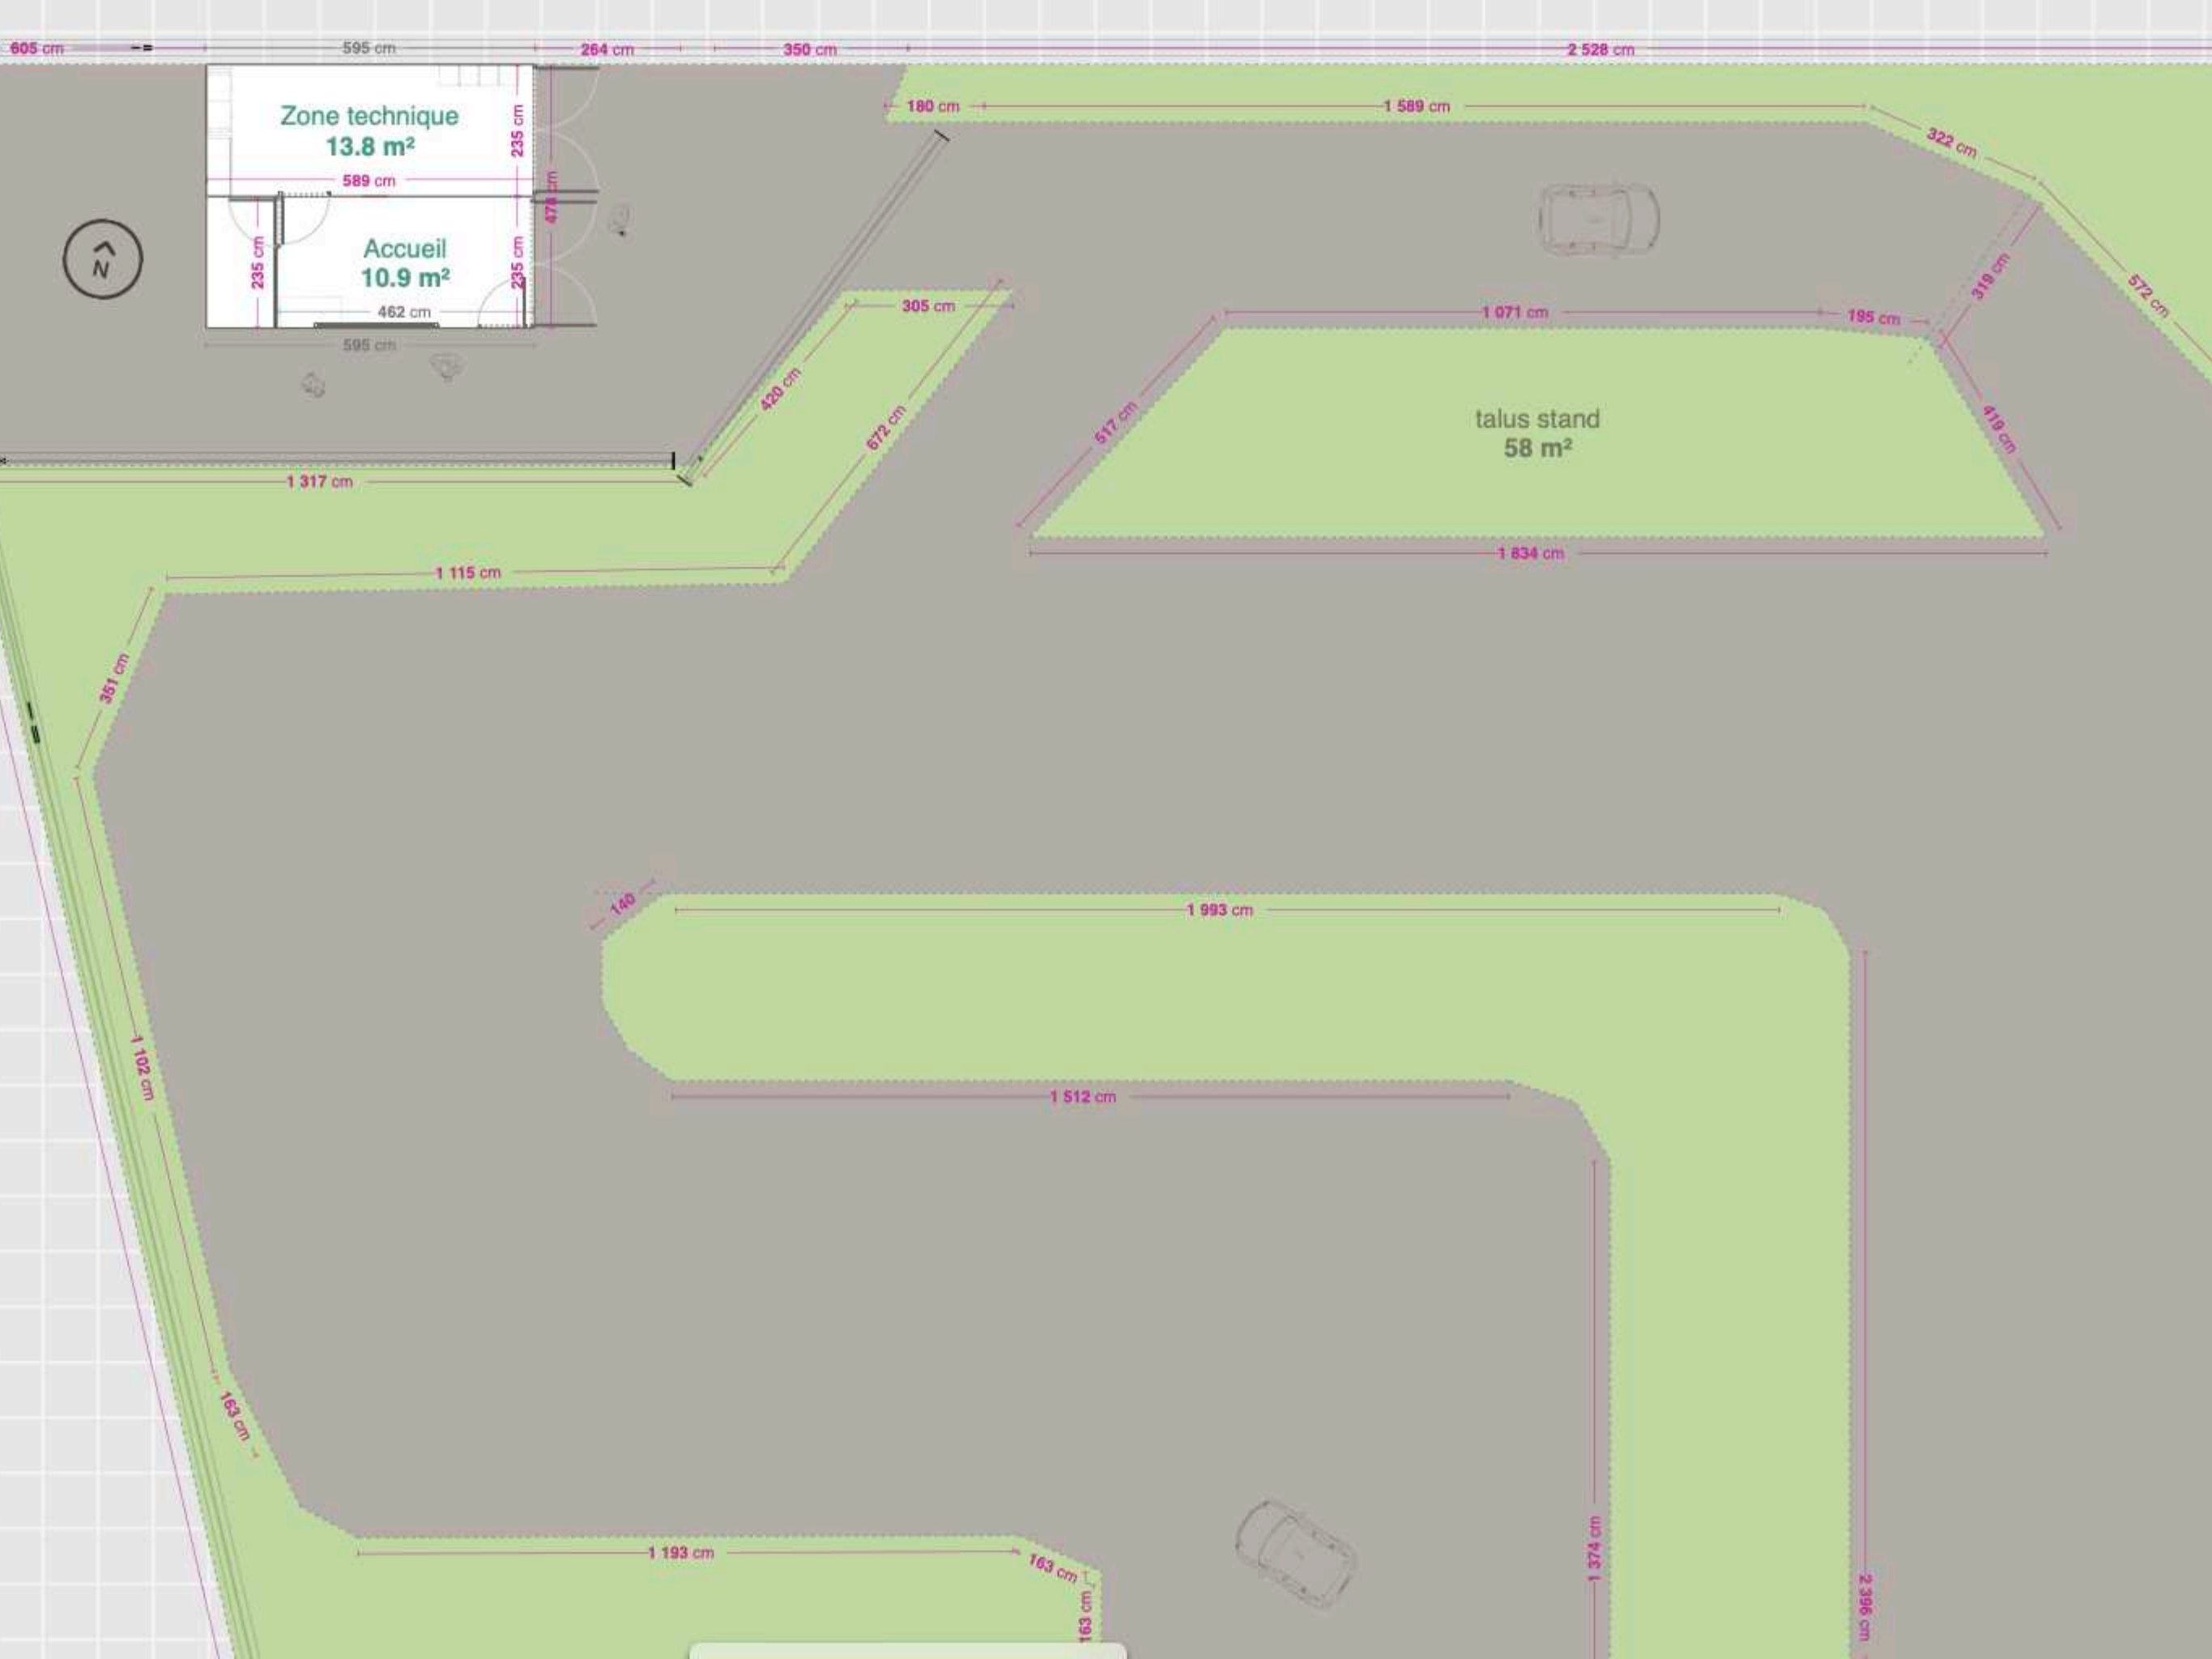 605 cm
595 cm
264 cm
350 cm
2 528 cm
180 cm
1 589 cm
322 cm
Zone technique
13.8 m²
235 cm
589 cm
474 cm
N
Accueil
10.9 m²
235 cm
235 cm
462 cm
595 cm
305 cm
319 cm
572 cm
1 071 cm
195 cm
420 cm
672 cm
517 cm
talus stand
58 m²
419 cm
1 317 cm
1 834 cm
1 115 cm
351 cm
140
1 993 cm
1 102 cm
1 512 cm
163 cm
1 193 cm
163 cm
163 cm
1 374 cm
2 396 cm